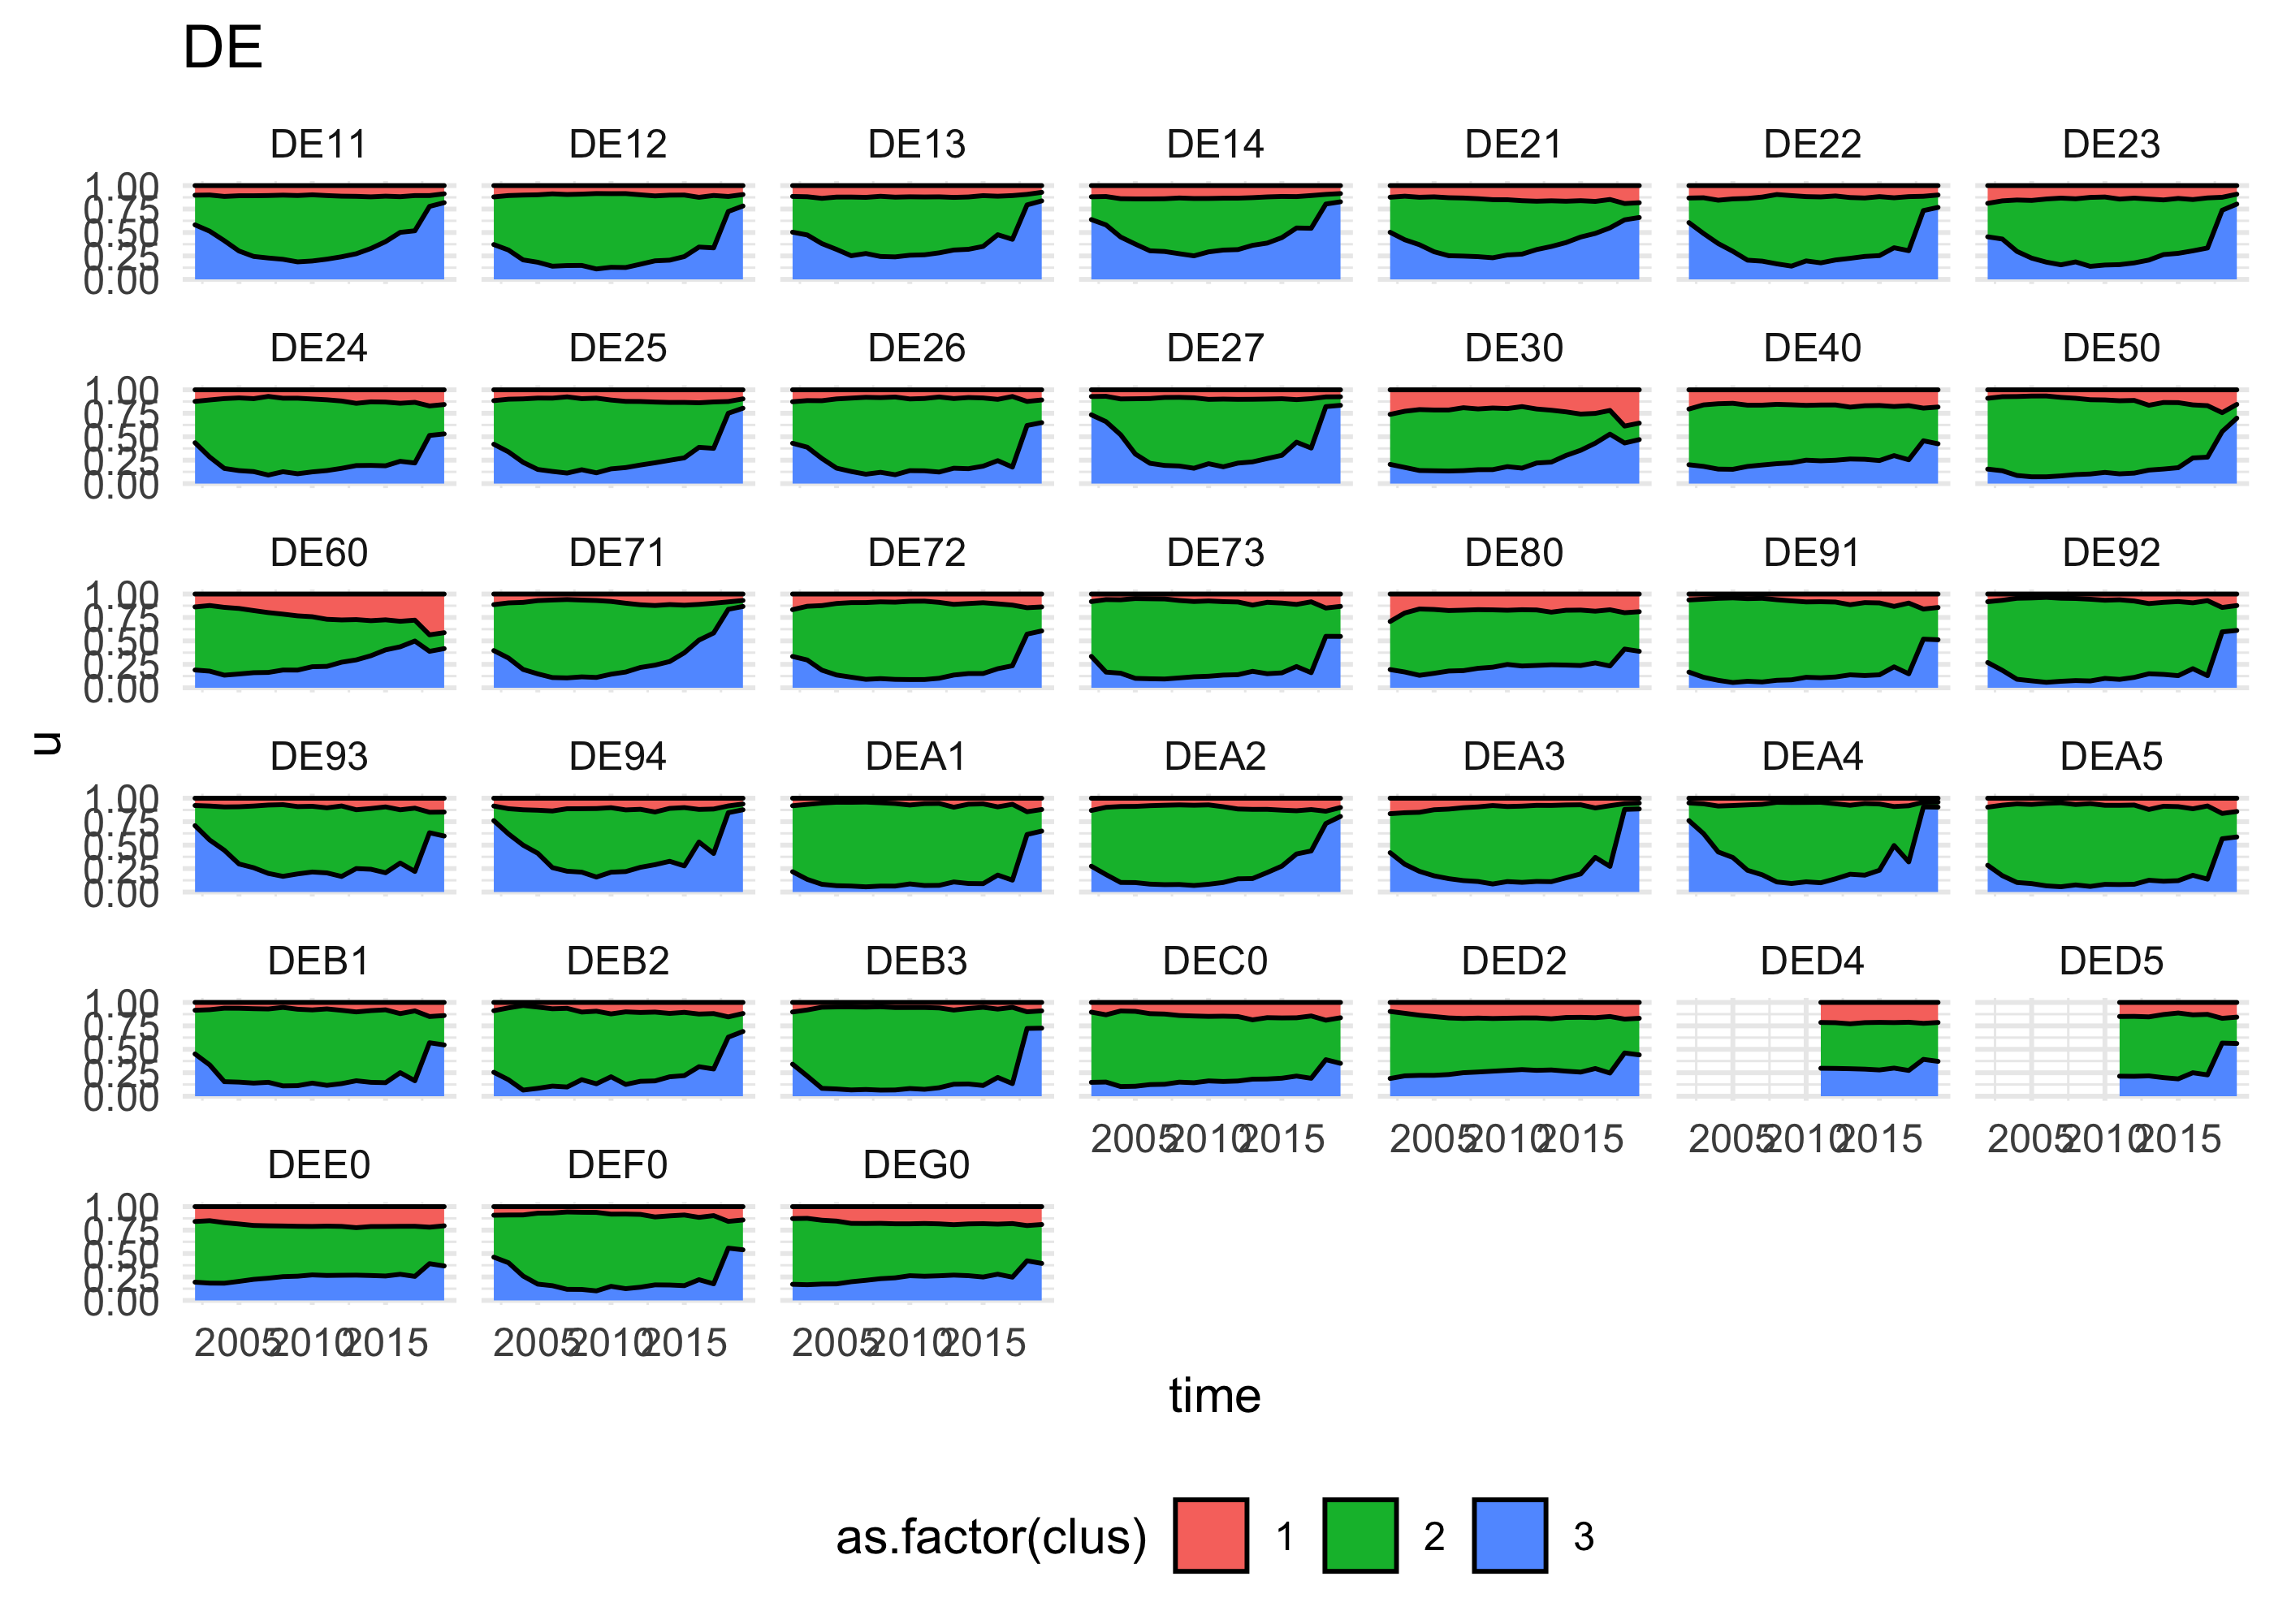 DE
DE11 DE12 DE13 DE14 DE21 DE22 DE23
1.00
0.75
0.50
0.25
0.00
DE24 DE25 DE26 DE27 DE30 DE40 DE50
1.00
0.75
0.50
0.25
0.00
DE60 DE71 DE72 DE73 DE80 DE91 DE92
1.00
0.75
0.50
0.25
0.00
u
DE93 DE94 DEA1 DEA2 DEA3 DEA4 DEA5
1.00
0.75
0.50
0.25
0.00
DEB1 DEB2 DEB3 DEC0 DED2 DED4 DED5
1.00
0.75
0.50
0.25
0.00
2005 2010 2015 2005 2010 2015 2005 2010 2015 2005 2010 2015
DEE0 DEF0 DEG0
1.00
0.75
0.50
0.25
0.00
2005 2010 2015 2005 2010 2015 2005 2010 2015
time
as.factor(clus) 1 2 3